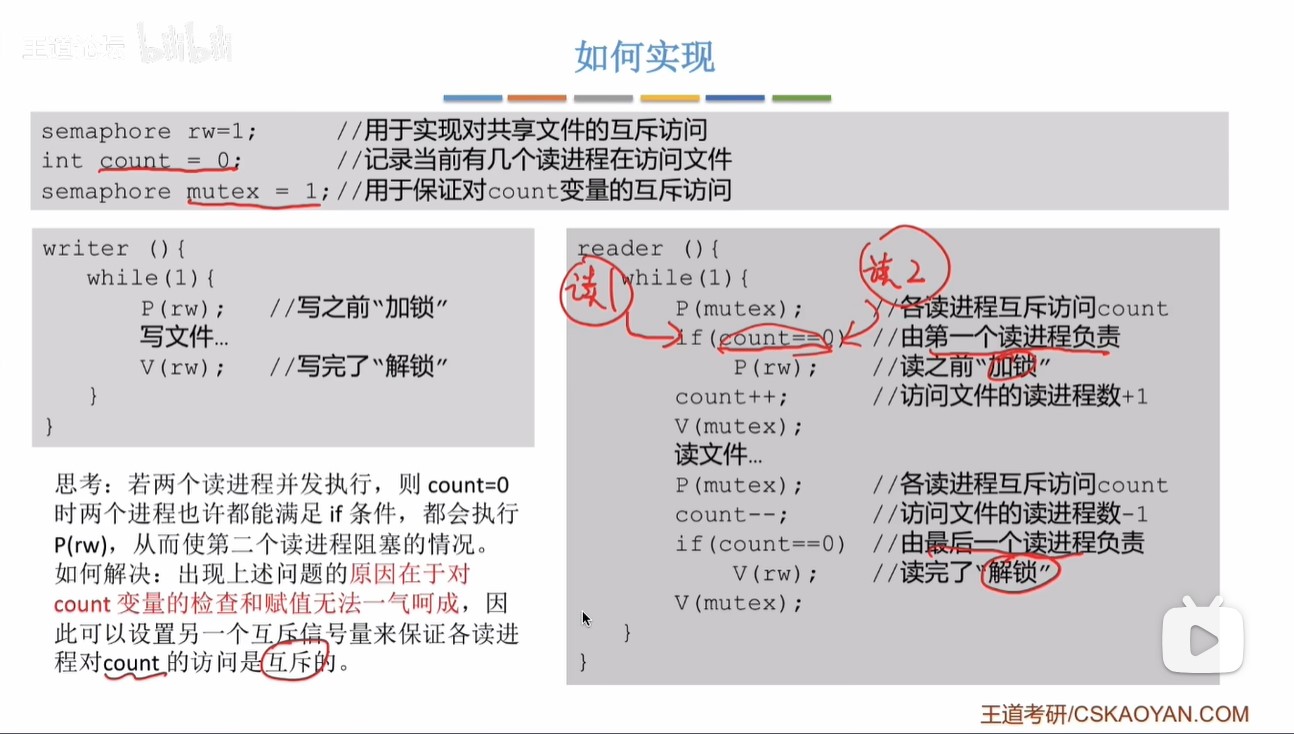 王道论坛 bilibili
如何实现
semaphore rw=1; //用于实现对共享文件的互斥访问
int count = 0; //记录当前有几个读进程在访问文件
semaphore mutex = 1;//用于保证对count变量的互斥访问
writer (){
while(1){
P(rw); //写之前“加锁”
写文件…
V(rw); //写完了“解锁”
}
}
思考：若两个读进程并发执行，则 count=0
时两个进程也许都能满足 if 条件，都会执行
P(rw)，从而使第二个读进程阻塞的情况。
如何解决：出现上述问题的原因在于对
count 变量的检查和赋值无法一气呵成，因
此可以设置另一个互斥信号量来保证各读进
程对count 的访问是互斥的。
reader (){
读1
读2
while(1){
P(mutex); //各读进程互斥访问count
if(count==0) //由第一个读进程负责
P(rw); //读之前“加锁”
count++; //访问文件的读进程数+1
V(mutex);
读文件…
P(mutex); //各读进程互斥访问count
count--; //访问文件的读进程数-1
if(count==0) //由最后一个读进程负责
V(rw); //读完了“解锁”
V(mutex);
}
}
王道考研/CSKAOYAN.COM